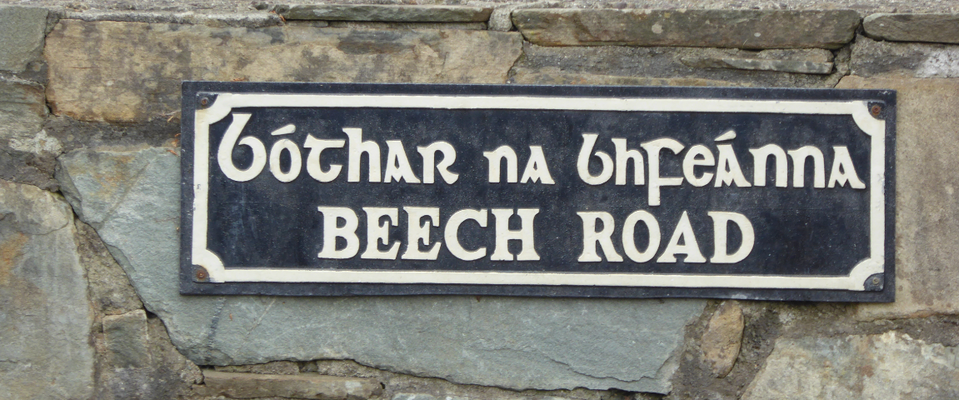 Bóthar na bhfeánna
BEECH ROAD